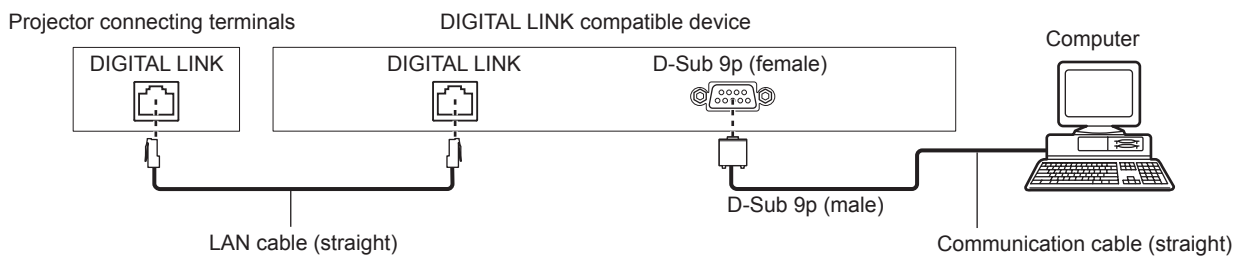 Projector connecting terminals
DIGITAL LINK compatible device
Computer
DIGITAL LINK
DIGITAL LINK
D-Sub 9p (female)
D-Sub 9p (male)
LAN cable (straight)
Communication cable (straight)